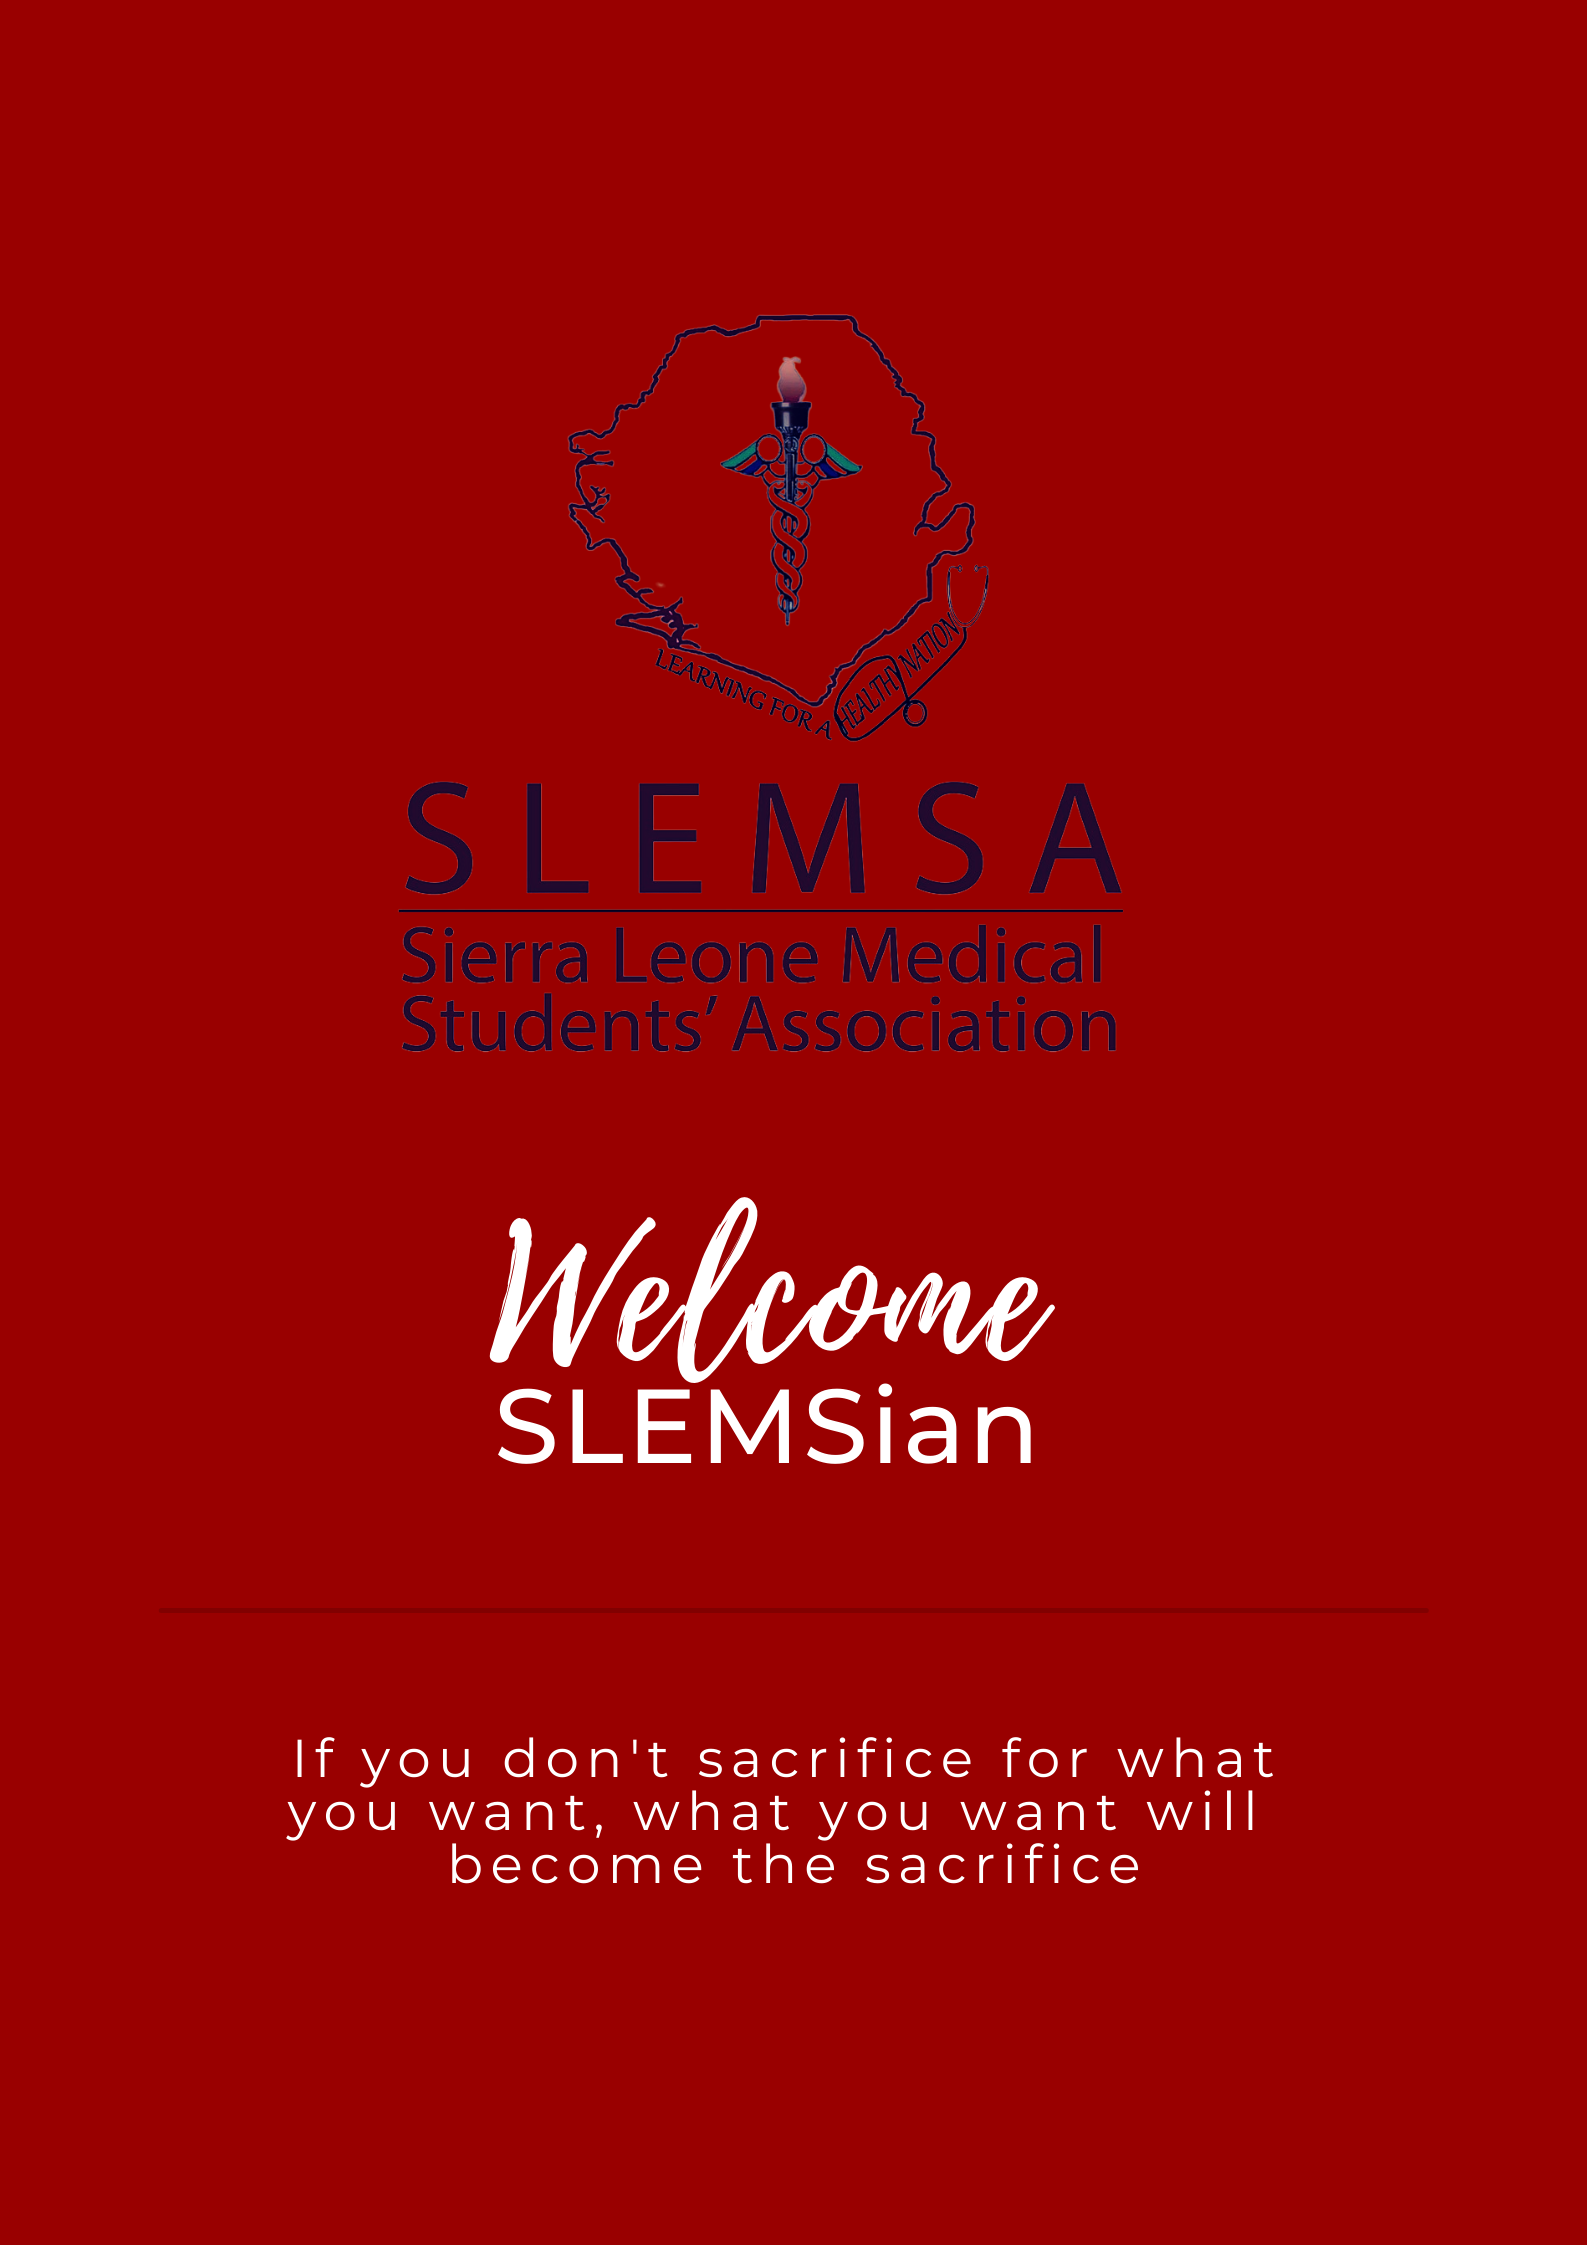 LEARNING FOR A HEALTHY NATION
SLEMSA
Sierra Leone Medical
Students’ Association
Welcome
SLEMSian
If you don't sacrifice for what
you want, what you want will
become the sacrifice